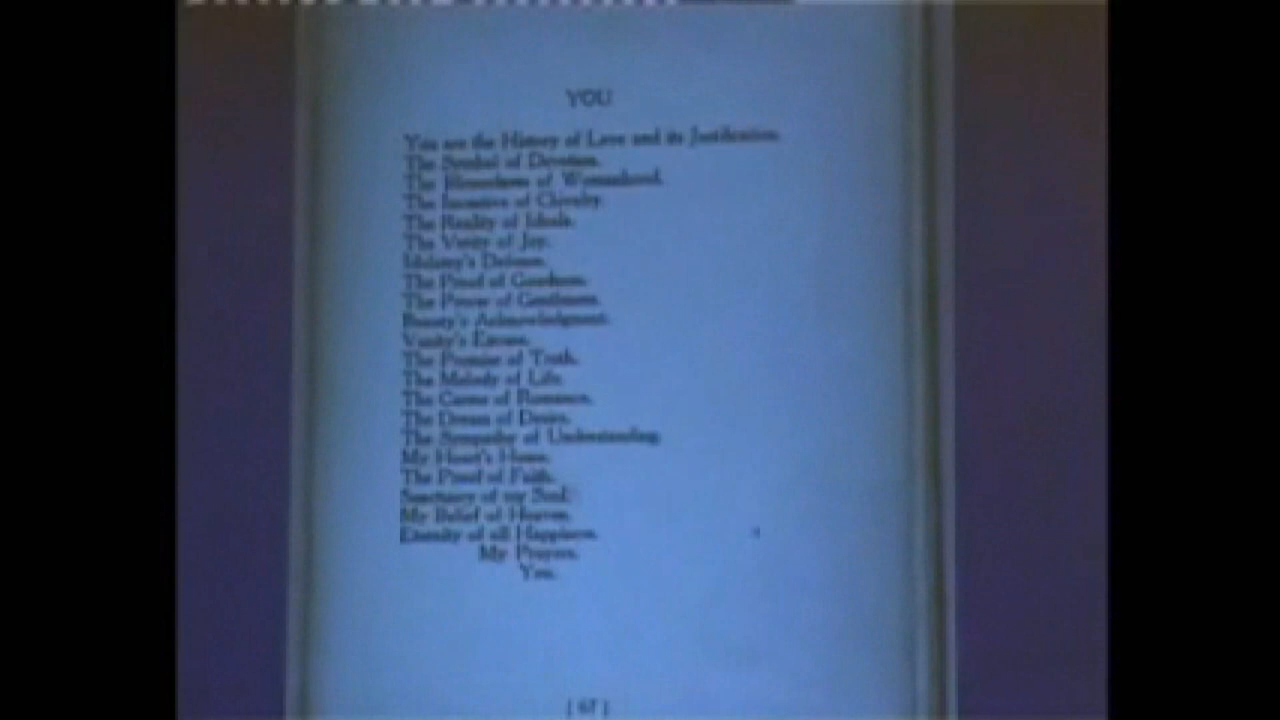 YOU
You are the History of Love and its Justification.
The Symbol of Devotion.
The Blessedness of Womanhood.
The Incentive of Chivalry.
The Reality of Ideals.
The Verity of Joy.
Idolatry's Defense.
The Proof of Goodness.
The Power of Gentleness.
Beauty's Acknowledgment.
Vanity's Excuse.
The Promise of Truth.
The Melody of Life.
The Caress of Romance.
The Dream of Desire.
The Sympathy of Understanding.
My Heart's Home.
The Proof of Faith.
Sanctuary of my Soul.
My Belief of Heaven.
Eternity of all Happiness.
My Prayers.
You.
[ 67 ]